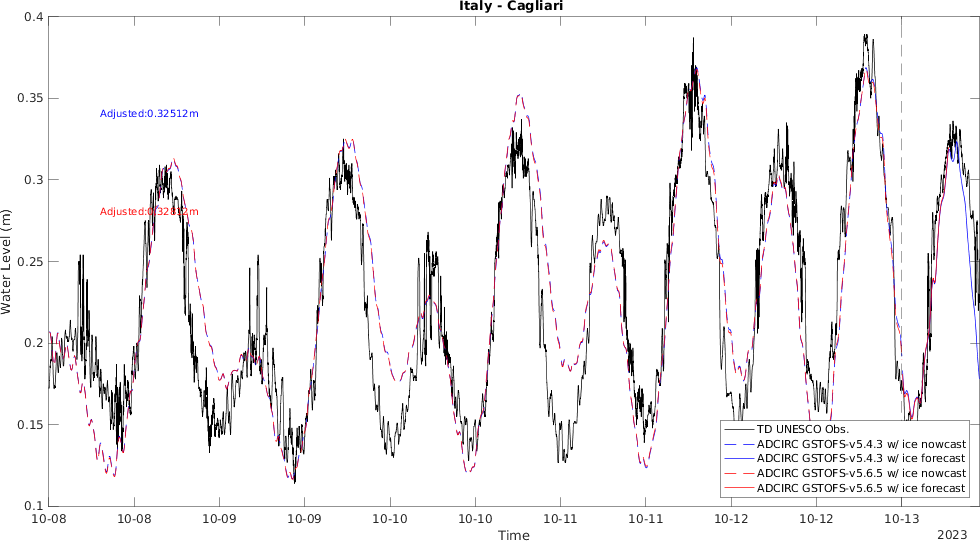 Italy - Cagliari
Water Level (m)
0.4
0.35
0.3
0.25
0.2
0.15
0.1
Adjusted:0.32512m
TD UNESCO Obs.
ADCIRC GSTOFS-v5.4.3 w/ ice nowcast
ADCIRC GSTOFS-v5.4.3 w/ ice forecast
ADCIRC GSTOFS-v5.6.5 w/ ice nowcast
ADCIRC GSTOFS-v5.6.5 w/ ice forecast
10-08 10-08 10-09 10-09 10-10 10-10 10-11 10-11 10-12 10-12 10-13
Time
2023